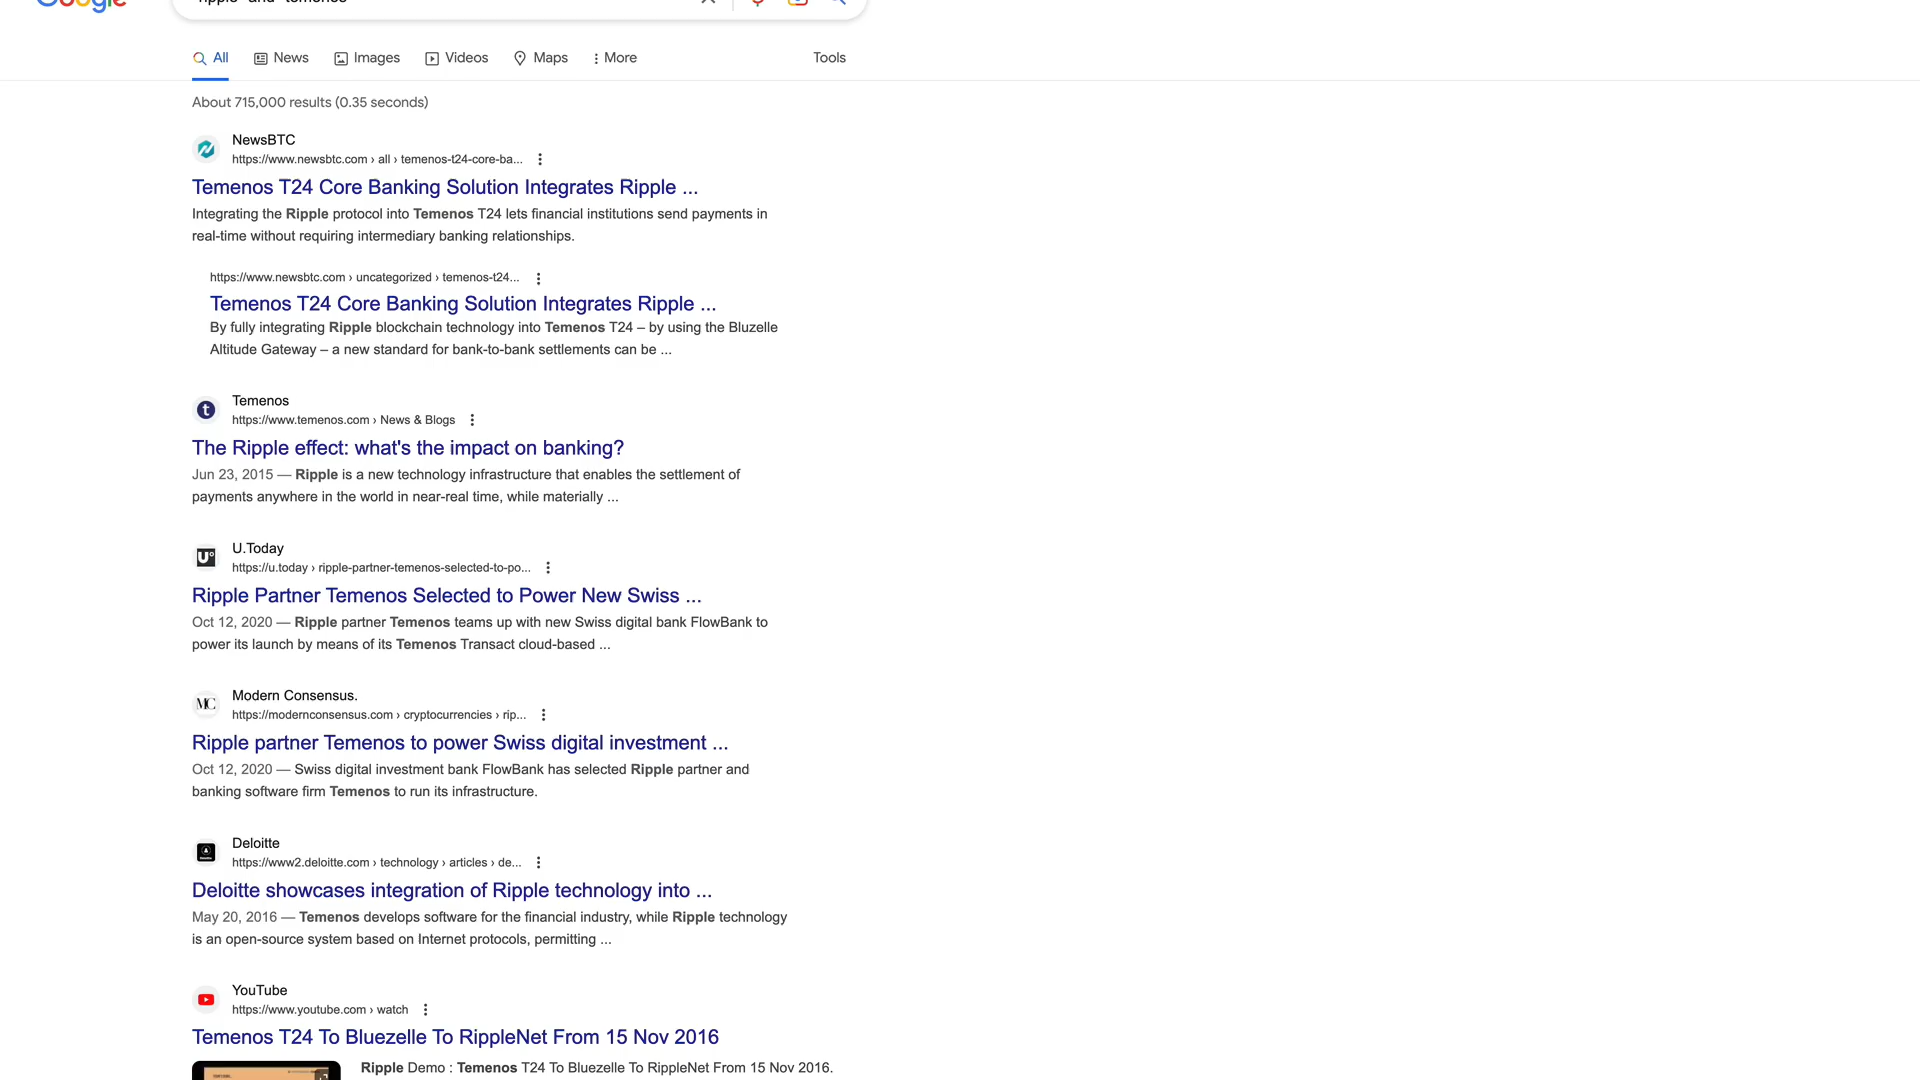 Google
"ripple" and "temenos"
All
News
Images
Videos
Maps
More
Tools
About 715,000 results (0.35 seconds)
NewsBTC
https://www.newsbtc.com › all › temenos-t24-core-ba...
Temenos T24 Core Banking Solution Integrates Ripple ...
Integrating the Ripple protocol into Temenos T24 lets financial institutions send payments in
real-time without requiring intermediary banking relationships.
https://www.newsbtc.com › uncategorized › temenos-t24...
Temenos T24 Core Banking Solution Integrates Ripple ...
By fully integrating Ripple blockchain technology into Temenos T24 – by using the Bluzelle
Altitude Gateway – a new standard for bank-to-bank settlements can be ...
Temenos
https://www.temenos.com › News & Blogs
The Ripple effect: what's the impact on banking?
Jun 23, 2015 — Ripple is a new technology infrastructure that enables the settlement of
payments anywhere in the world in near-real time, while materially ...
U.Today
https://u.today › ripple-partner-temenos-selected-to-po...
Ripple Partner Temenos Selected to Power New Swiss ...
Oct 12, 2020 — Ripple partner Temenos teams up with new Swiss digital bank FlowBank to
power its launch by means of its Temenos Transact cloud-based ...
MC
Modern Consensus.
https://modernconsensus.com › cryptocurrencies › rip...
Ripple partner Temenos to power Swiss digital investment ...
Oct 12, 2020 — Swiss digital investment bank FlowBank has selected Ripple partner and
banking software firm Temenos to run its infrastructure.
Deloitte
https://www2.deloitte.com › technology › articles › de...
Deloitte showcases integration of Ripple technology into ...
May 20, 2016 — Temenos develops software for the financial industry, while Ripple technology
is an open-source system based on Internet protocols, permitting ...
YouTube
https://www.youtube.com › watch
Temenos T24 To Bluezelle To RippleNet From 15 Nov 2016
Ripple Demo : Temenos T24 To Bluezelle To RippleNet From 15 Nov 2016.